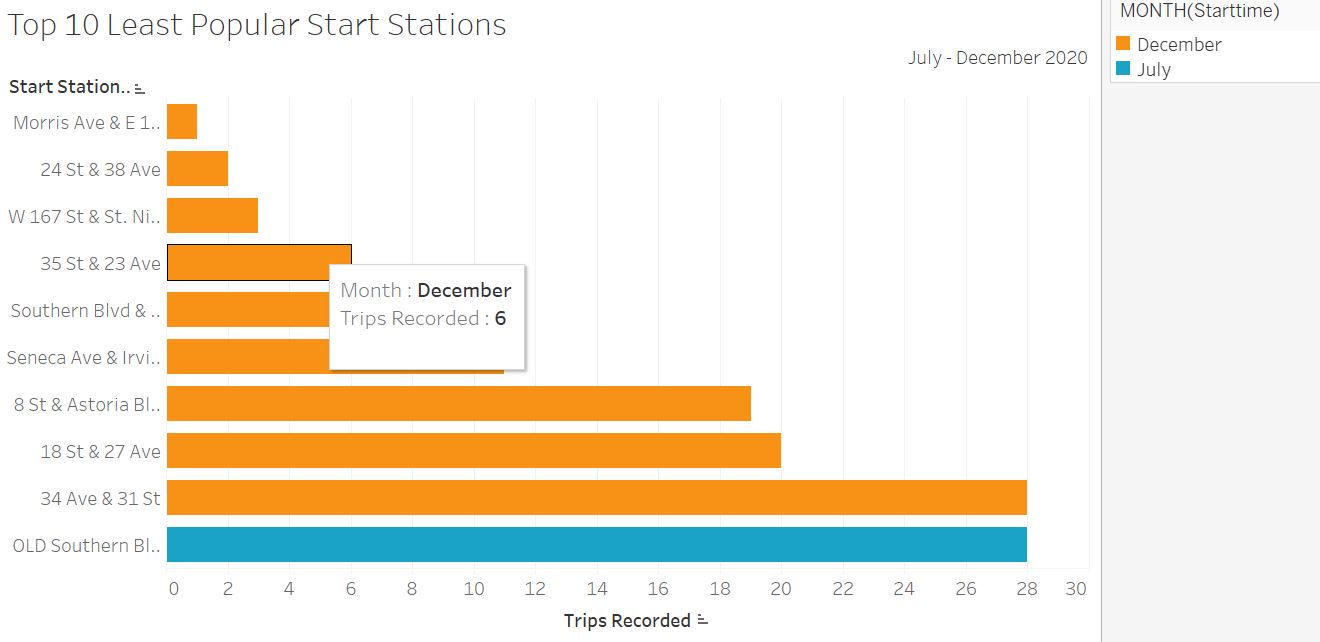 Top 10 Least Popular Start Stations
July - December 2020
Start Station..
Morris Ave & E 1..
24 St & 38 Ave
W 167 St & St. Ni..
35 St & 23 Ave
Southern Blvd & ..
Seneca Ave & Irvi..
8 St & Astoria Bl..
18 St & 27 Ave
34 Ave & 31 St
OLD Southern Bl..
Month : December
Trips Recorded : 6
0 2 4 6 8 10 12 14 16 18 20 22 24 26 28 30
Trips Recorded
MONTH(Starttime)
December
July